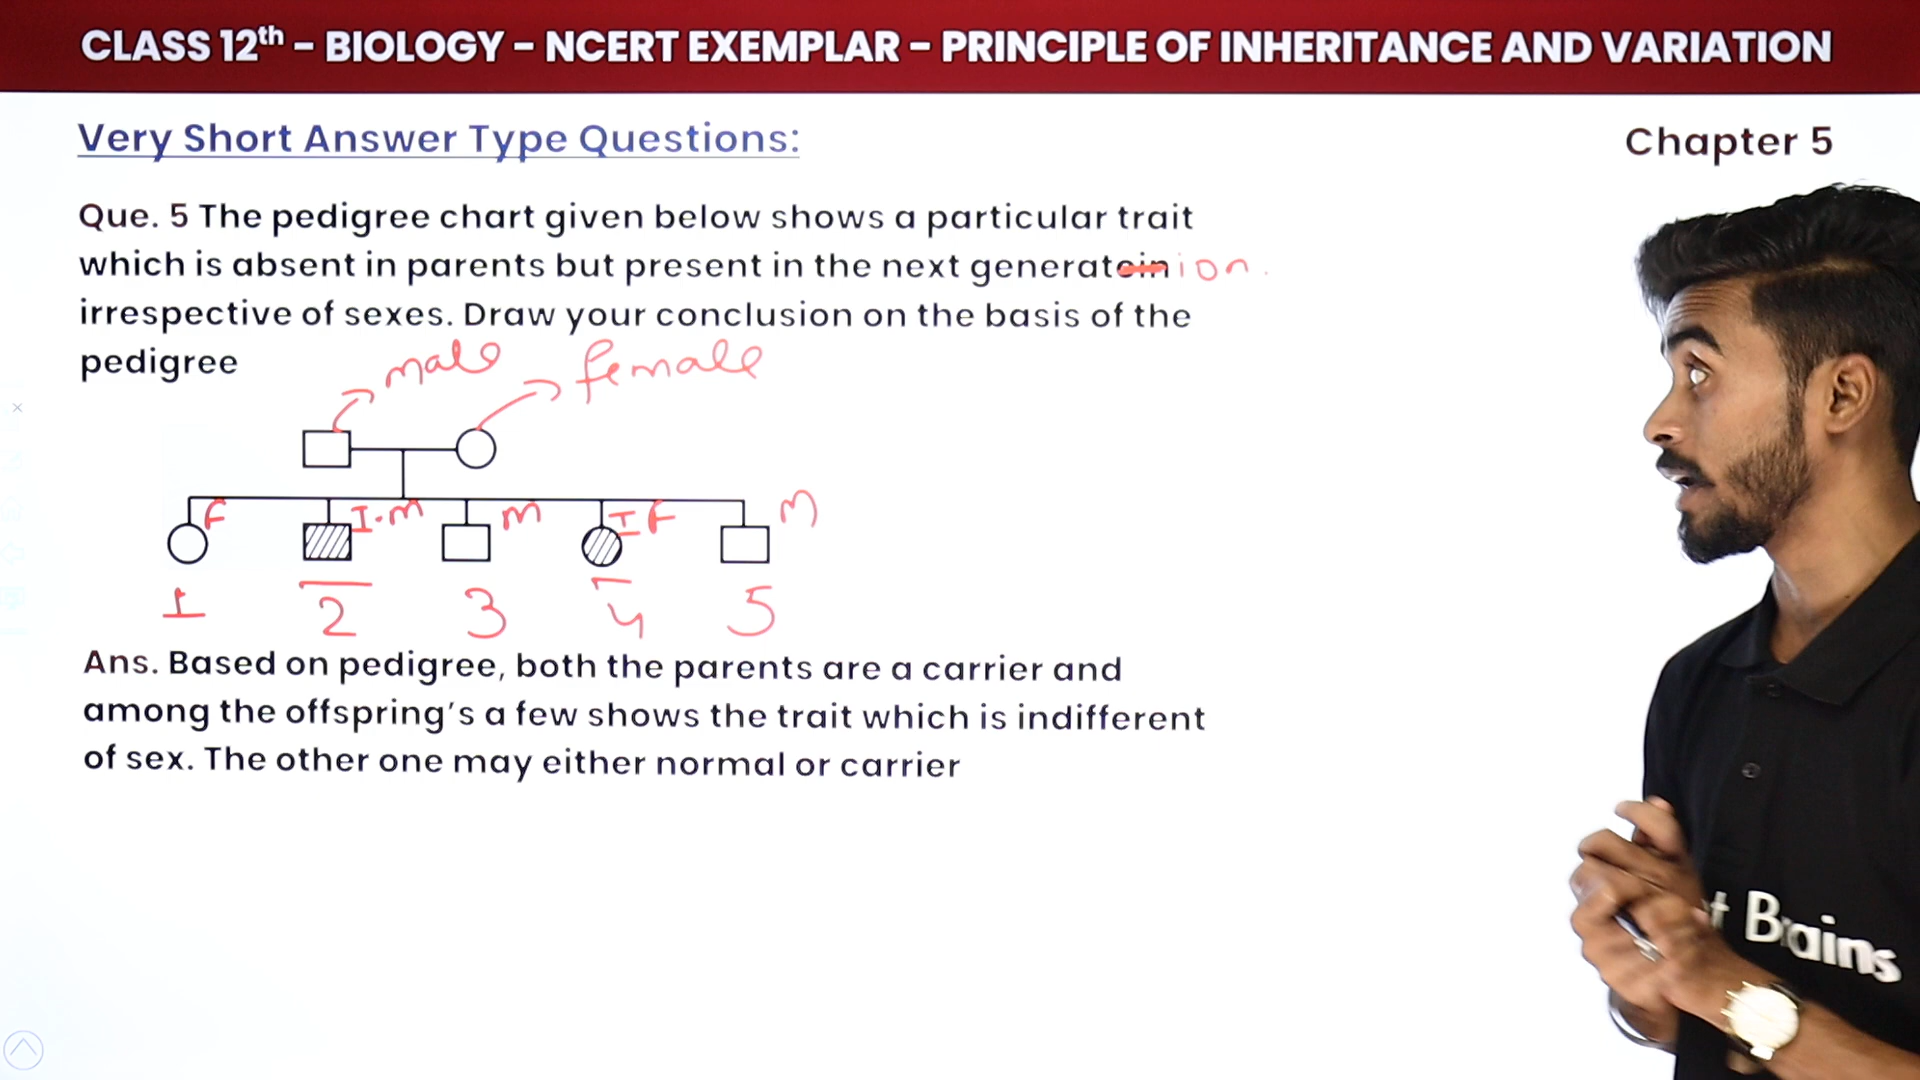 CLASS 12th – BIOLOGY – NCERT EXEMPLAR – PRINCIPLE OF INHERITANCE AND VARIATION
Very Short Answer Type Questions:
Chapter 5
Que. 5 The pedigree chart given below shows a particular trait
which is absent in parents but present in the next generatoin ion.
irrespective of sexes. Draw your conclusion on the basis of the
pedigree
male
female
F I.M M I F M
1 2 3 4 5
Ans. Based on pedigree, both the parents are a carrier and
among the offspring's a few shows the trait which is indifferent
of sex. The other one may either normal or carrier
t Brains